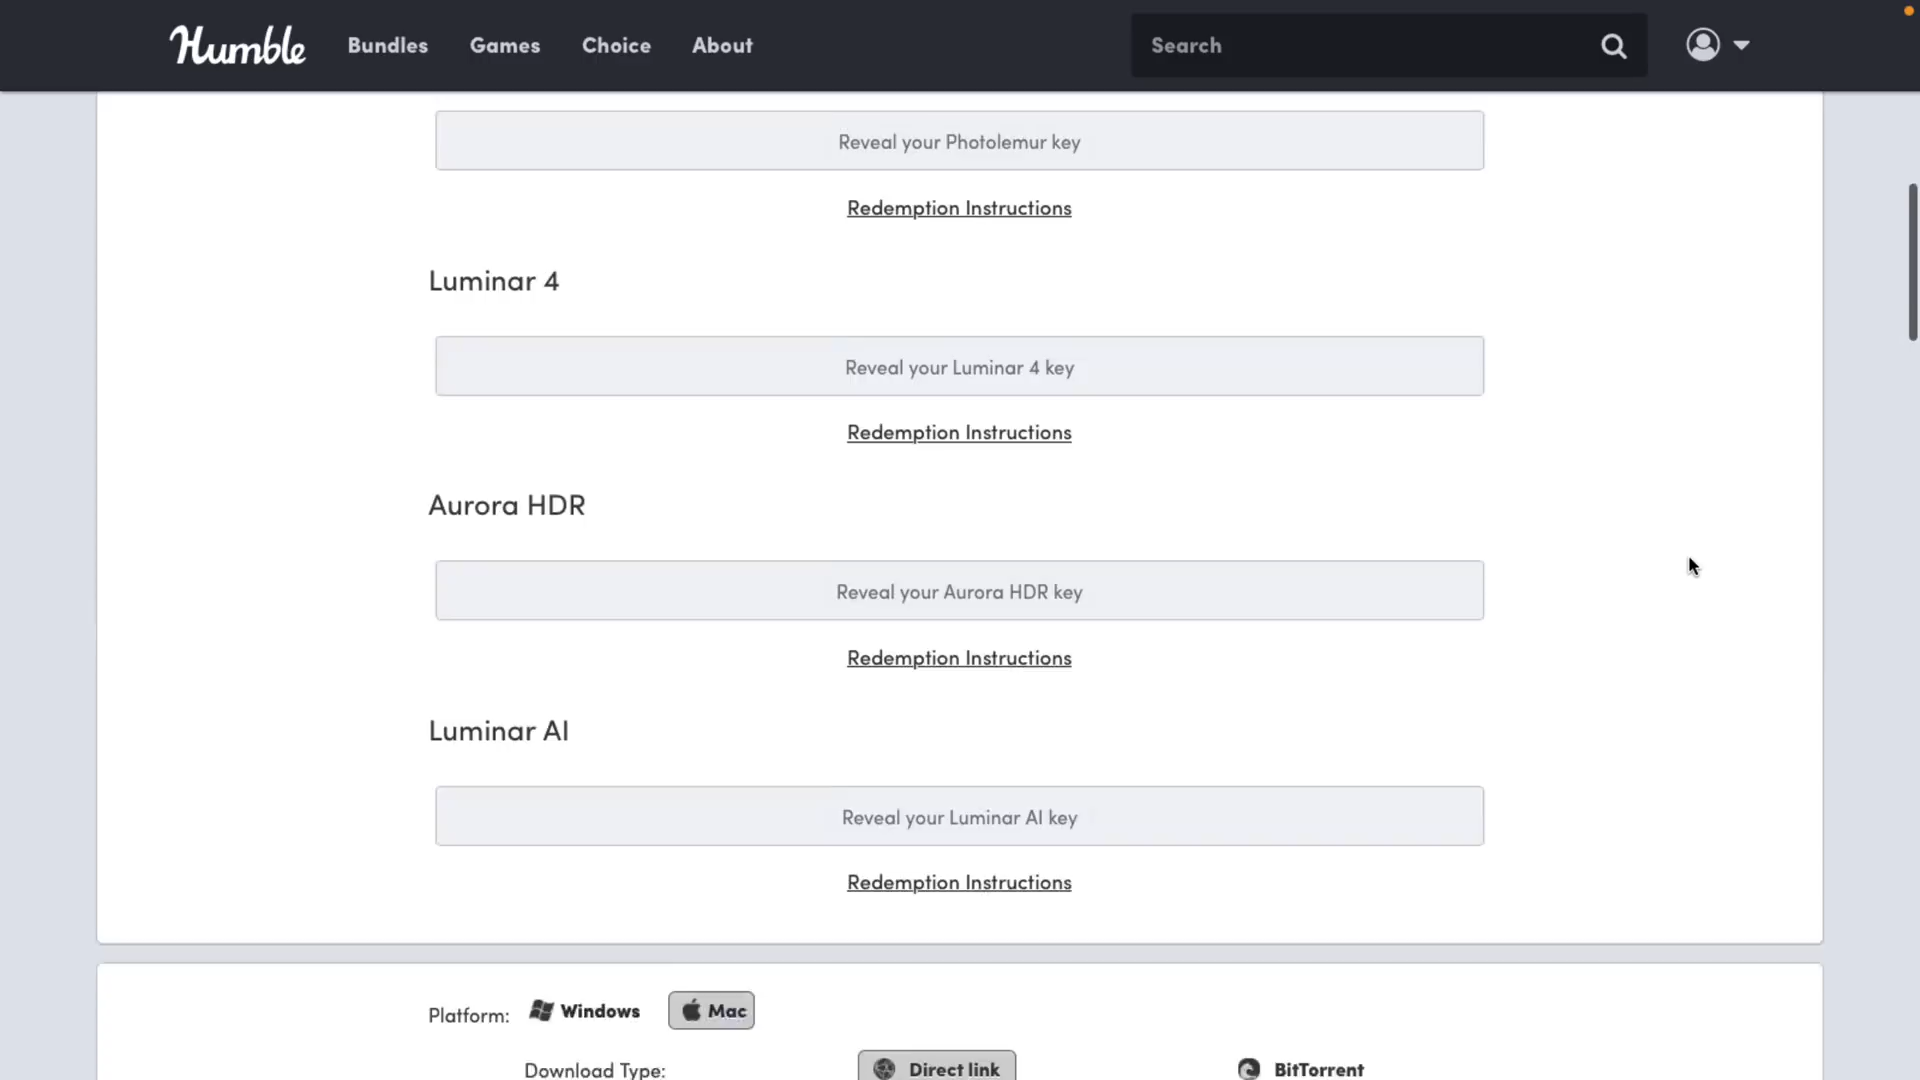 Humble Bundles Games Choice About Search
Reveal your Photolemur key
Redemption Instructions
Luminar 4
Reveal your Luminar 4 key
Redemption Instructions
Aurora HDR
Reveal your Aurora HDR key
Redemption Instructions
Luminar AI
Reveal your Luminar AI key
Redemption Instructions
Platform: Windows Mac
Download Type: Direct link BitTorrent